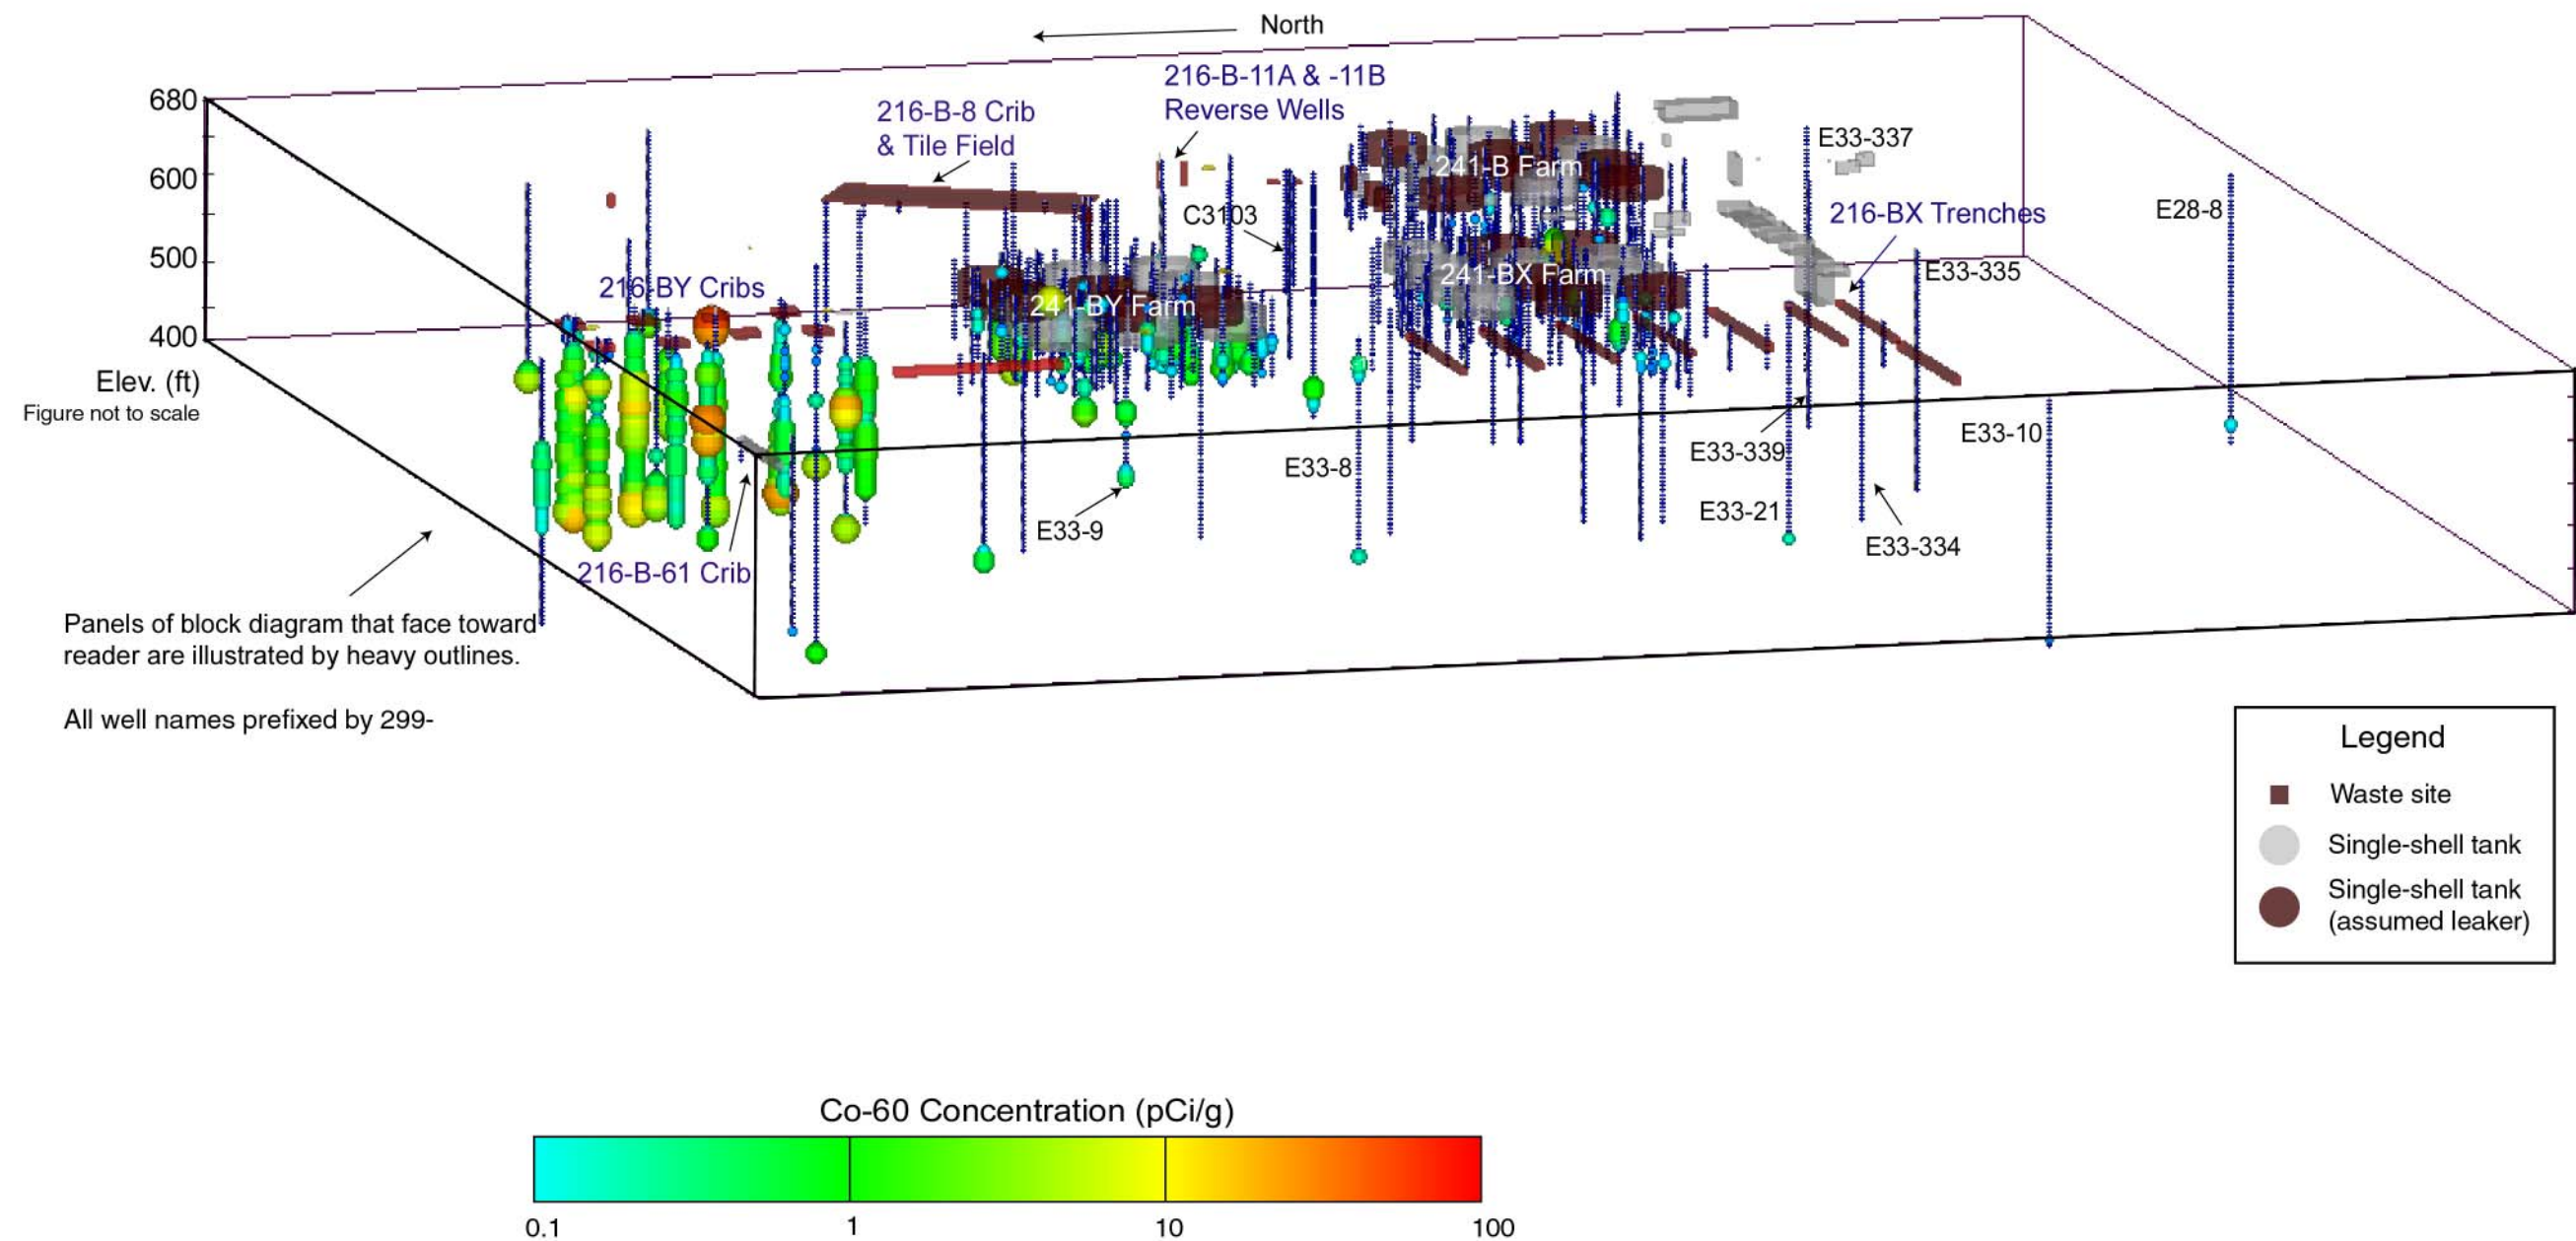 North
216-B-11A & -11B
Reverse Wells
680
216-B-8 Crib
& Tile Field
E33-337
241-B Farm
600
C3103
216-BX Trenches
E28-8
500
241-BX Farm
E33-335
216-BY Cribs
241-BY Farm
400
Elev. (ft)
Figure not to scale
E33-10
E33-339
E33-8
E33-21
E33-9
E33-334
216-B-61 Crib
Panels of block diagram that face toward
reader are illustrated by heavy outlines.
All well names prefixed by 299-
Legend
Waste site
Single-shell tank
Single-shell tank
(assumed leaker)
Co-60 Concentration (pCi/g)
0.1 1 10 100